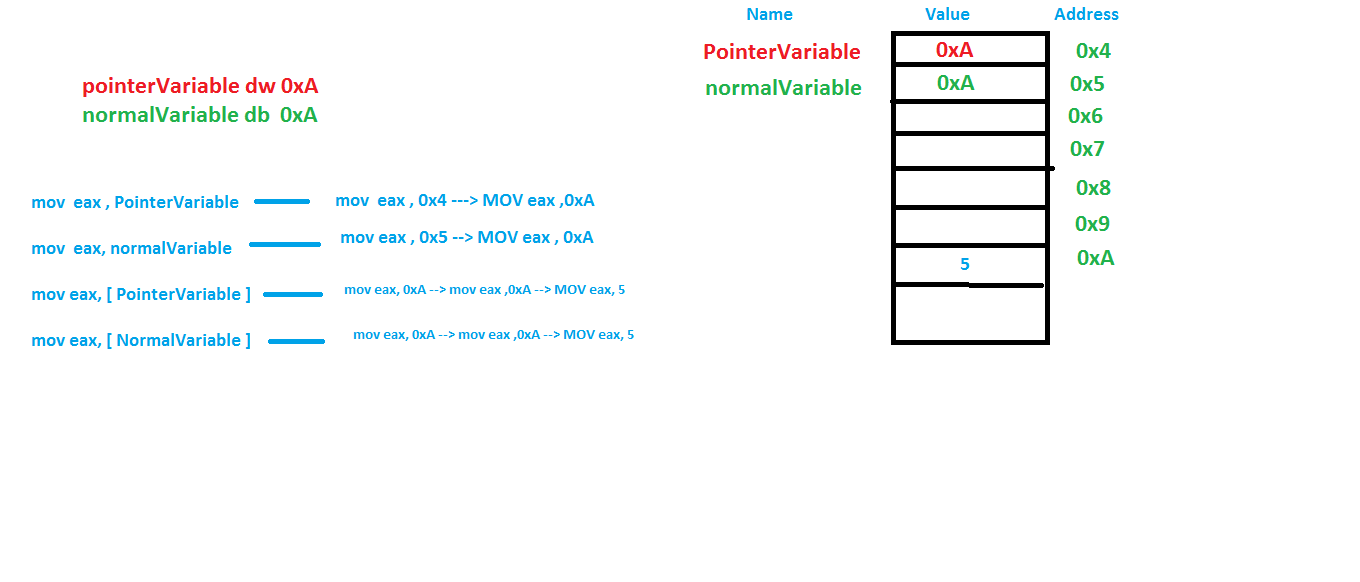 Name Value Address
PointerVariable 0xA 0x4
normalVariable 0xA 0x5
0x6
0x7
0x8
0x9
5 0xA
pointerVariable dw 0xA
normalVariable db 0xA
mov eax , PointerVariable mov eax , 0x4 ---> MOV eax ,0xA
mov eax, normalVariable mov eax , 0x5 --> MOV eax , 0xA
mov eax, [ PointerVariable ] mov eax, 0xA --> mov eax ,0xA --> MOV eax, 5
mov eax, [ NormalVariable ] mov eax, 0xA --> mov eax ,0xA --> MOV eax, 5